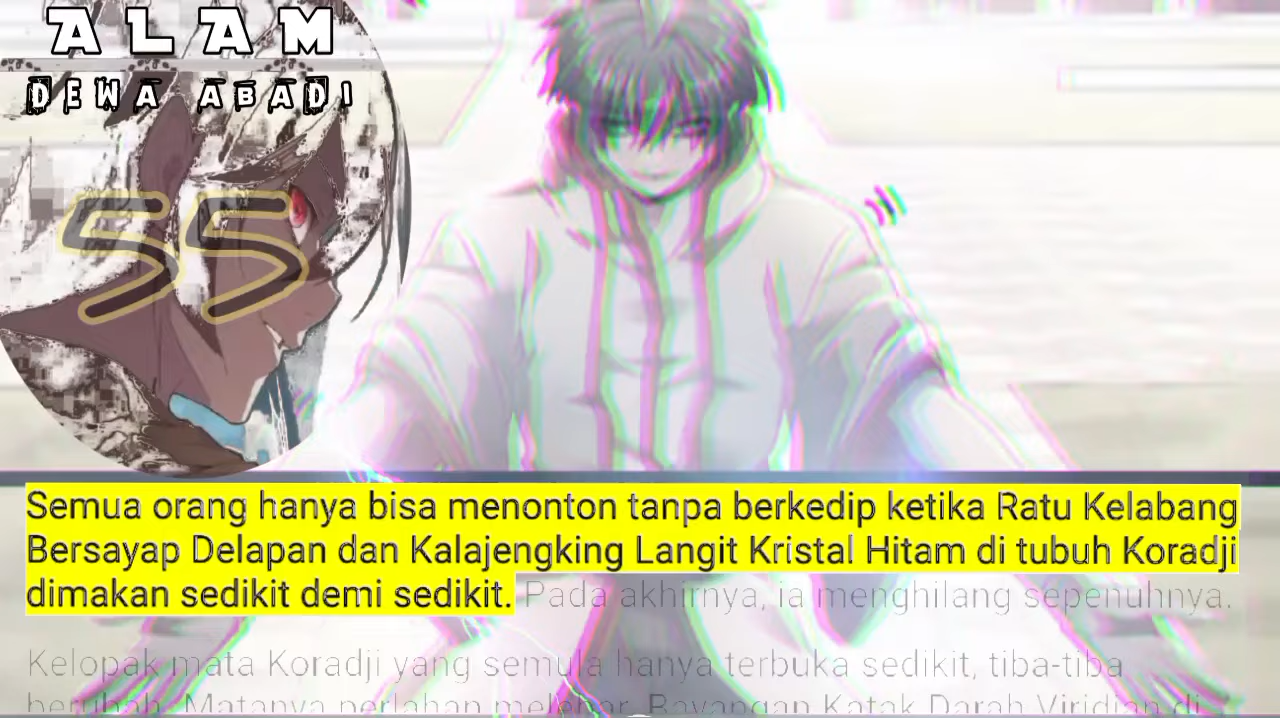 ALAM
DEWA ABADI
55
Semua orang hanya bisa menonton tanpa berkedip ketika Ratu Kelabang
Bersayap Delapan dan Kalajengking Langit Kristal Hitam di tubuh Koradji
dimakan sedikit demi sedikit. Pada akhirnya, ia menghilang sepenuhnya.
Kelopak mata Koradji yang semula hanya terbuka sedikit, tiba-tiba
berubah. Matanya perlahan melebar. Bayangan Katak Darah Viridian di